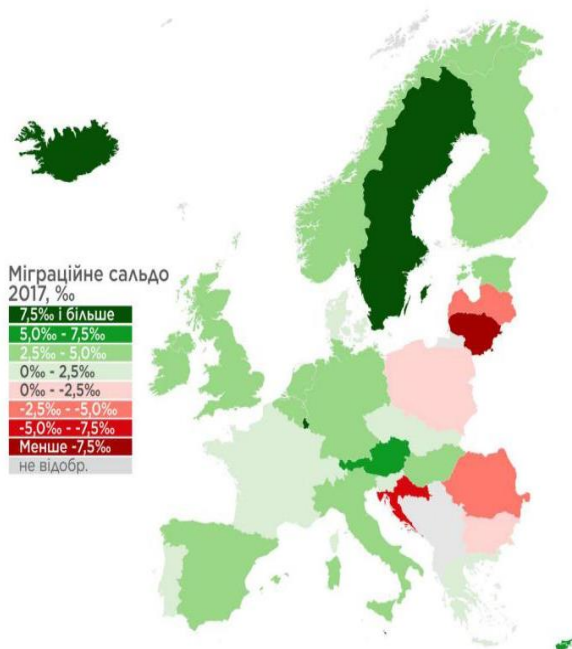 Міграційне сальдо
2017, ‰
7,5‰ і більше
5,0‰ - 7,5‰
2,5‰ - 5,0‰
0‰ - 2,5‰
0‰ - -2,5‰
-2,5‰ - -5,0‰
-5,0‰ - -7,5‰
Менше -7,5‰
не відобр.